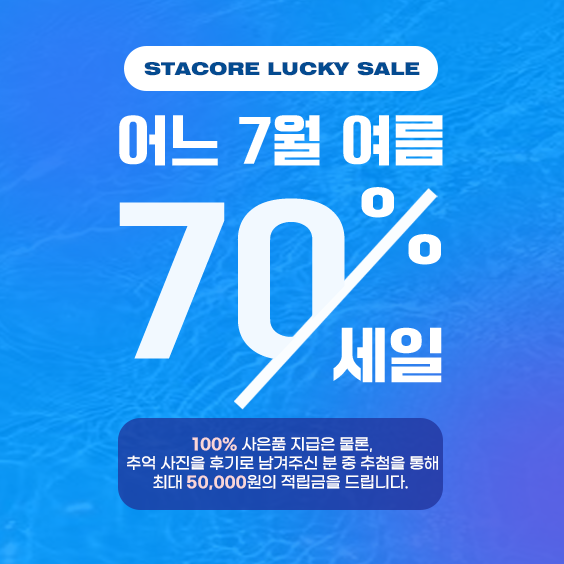 STACORE LUCKY SALE
어느 7월 여름
70%
세일
100% 사은품 지급은 물론,
추억 사진을 후기로 남겨주신 분 중 추첨을 통해
최대 50,000원의 적립금을 드립니다.